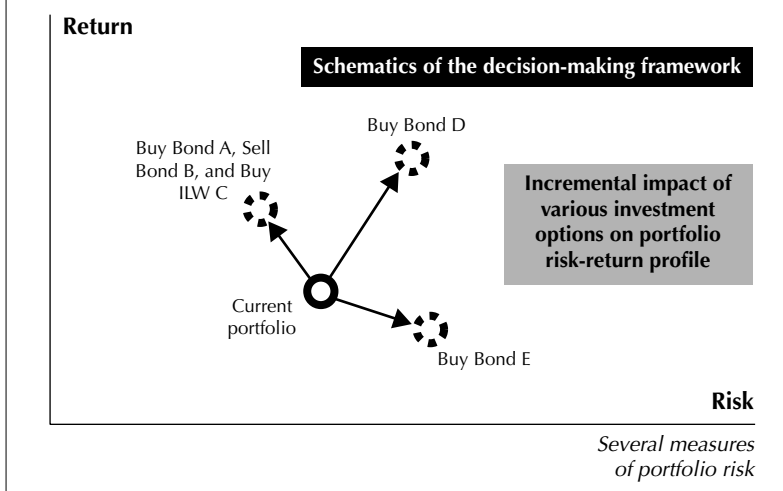 Return
Schematics of the decision-making framework
Buy Bond D
Buy Bond A, Sell
Bond B, and Buy
ILW C
Incremental impact of
various investment
options on portfolio
risk-return profile
Current
portfolio
Buy Bond E
Risk
Several measures
of portfolio risk